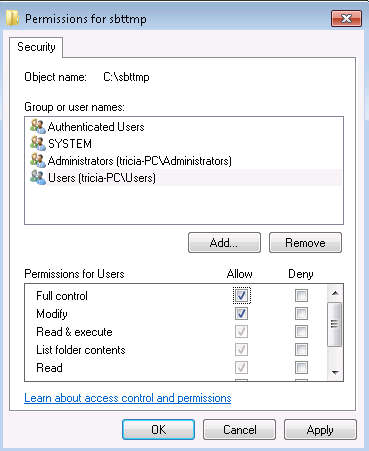 Permissions for sbttmp
Security
Object name: C:\sbttmp
Group or user names:
Authenticated Users
SYSTEM
Administrators (tricia-PC\Administrators)
Users (tricia-PC\Users)
Add... Remove
Permissions for Users Allow Deny
Full control
Modify
Read & execute
List folder contents
Read
Learn about access control and permissions
OK Cancel Apply